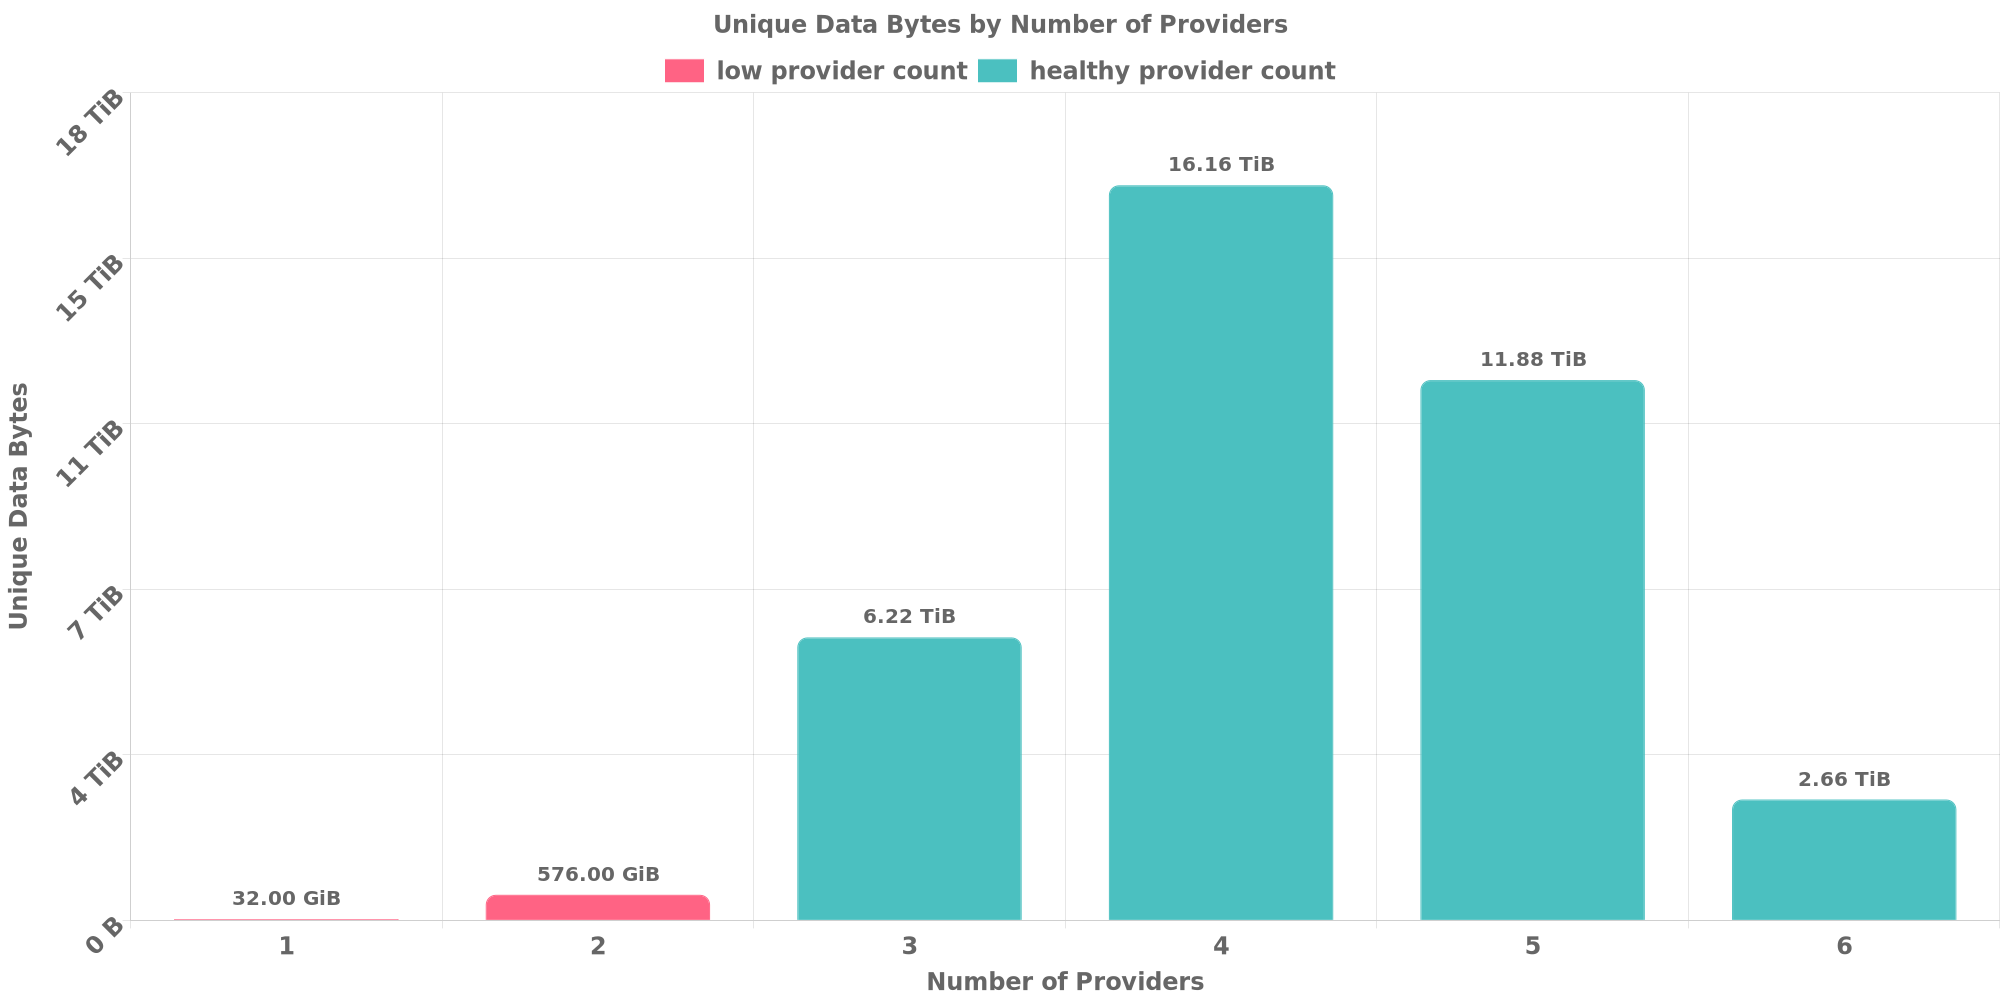 Unique Data Bytes by Number of Providers
low provider count
healthy provider count
18 TiB
15 TiB
11 TiB
7 TiB
4 TiB
0 B
Unique Data Bytes
32.00 GiB
576.00 GiB
6.22 TiB
16.16 TiB
11.88 TiB
2.66 TiB
1
2
3
4
5
6
Number of Providers